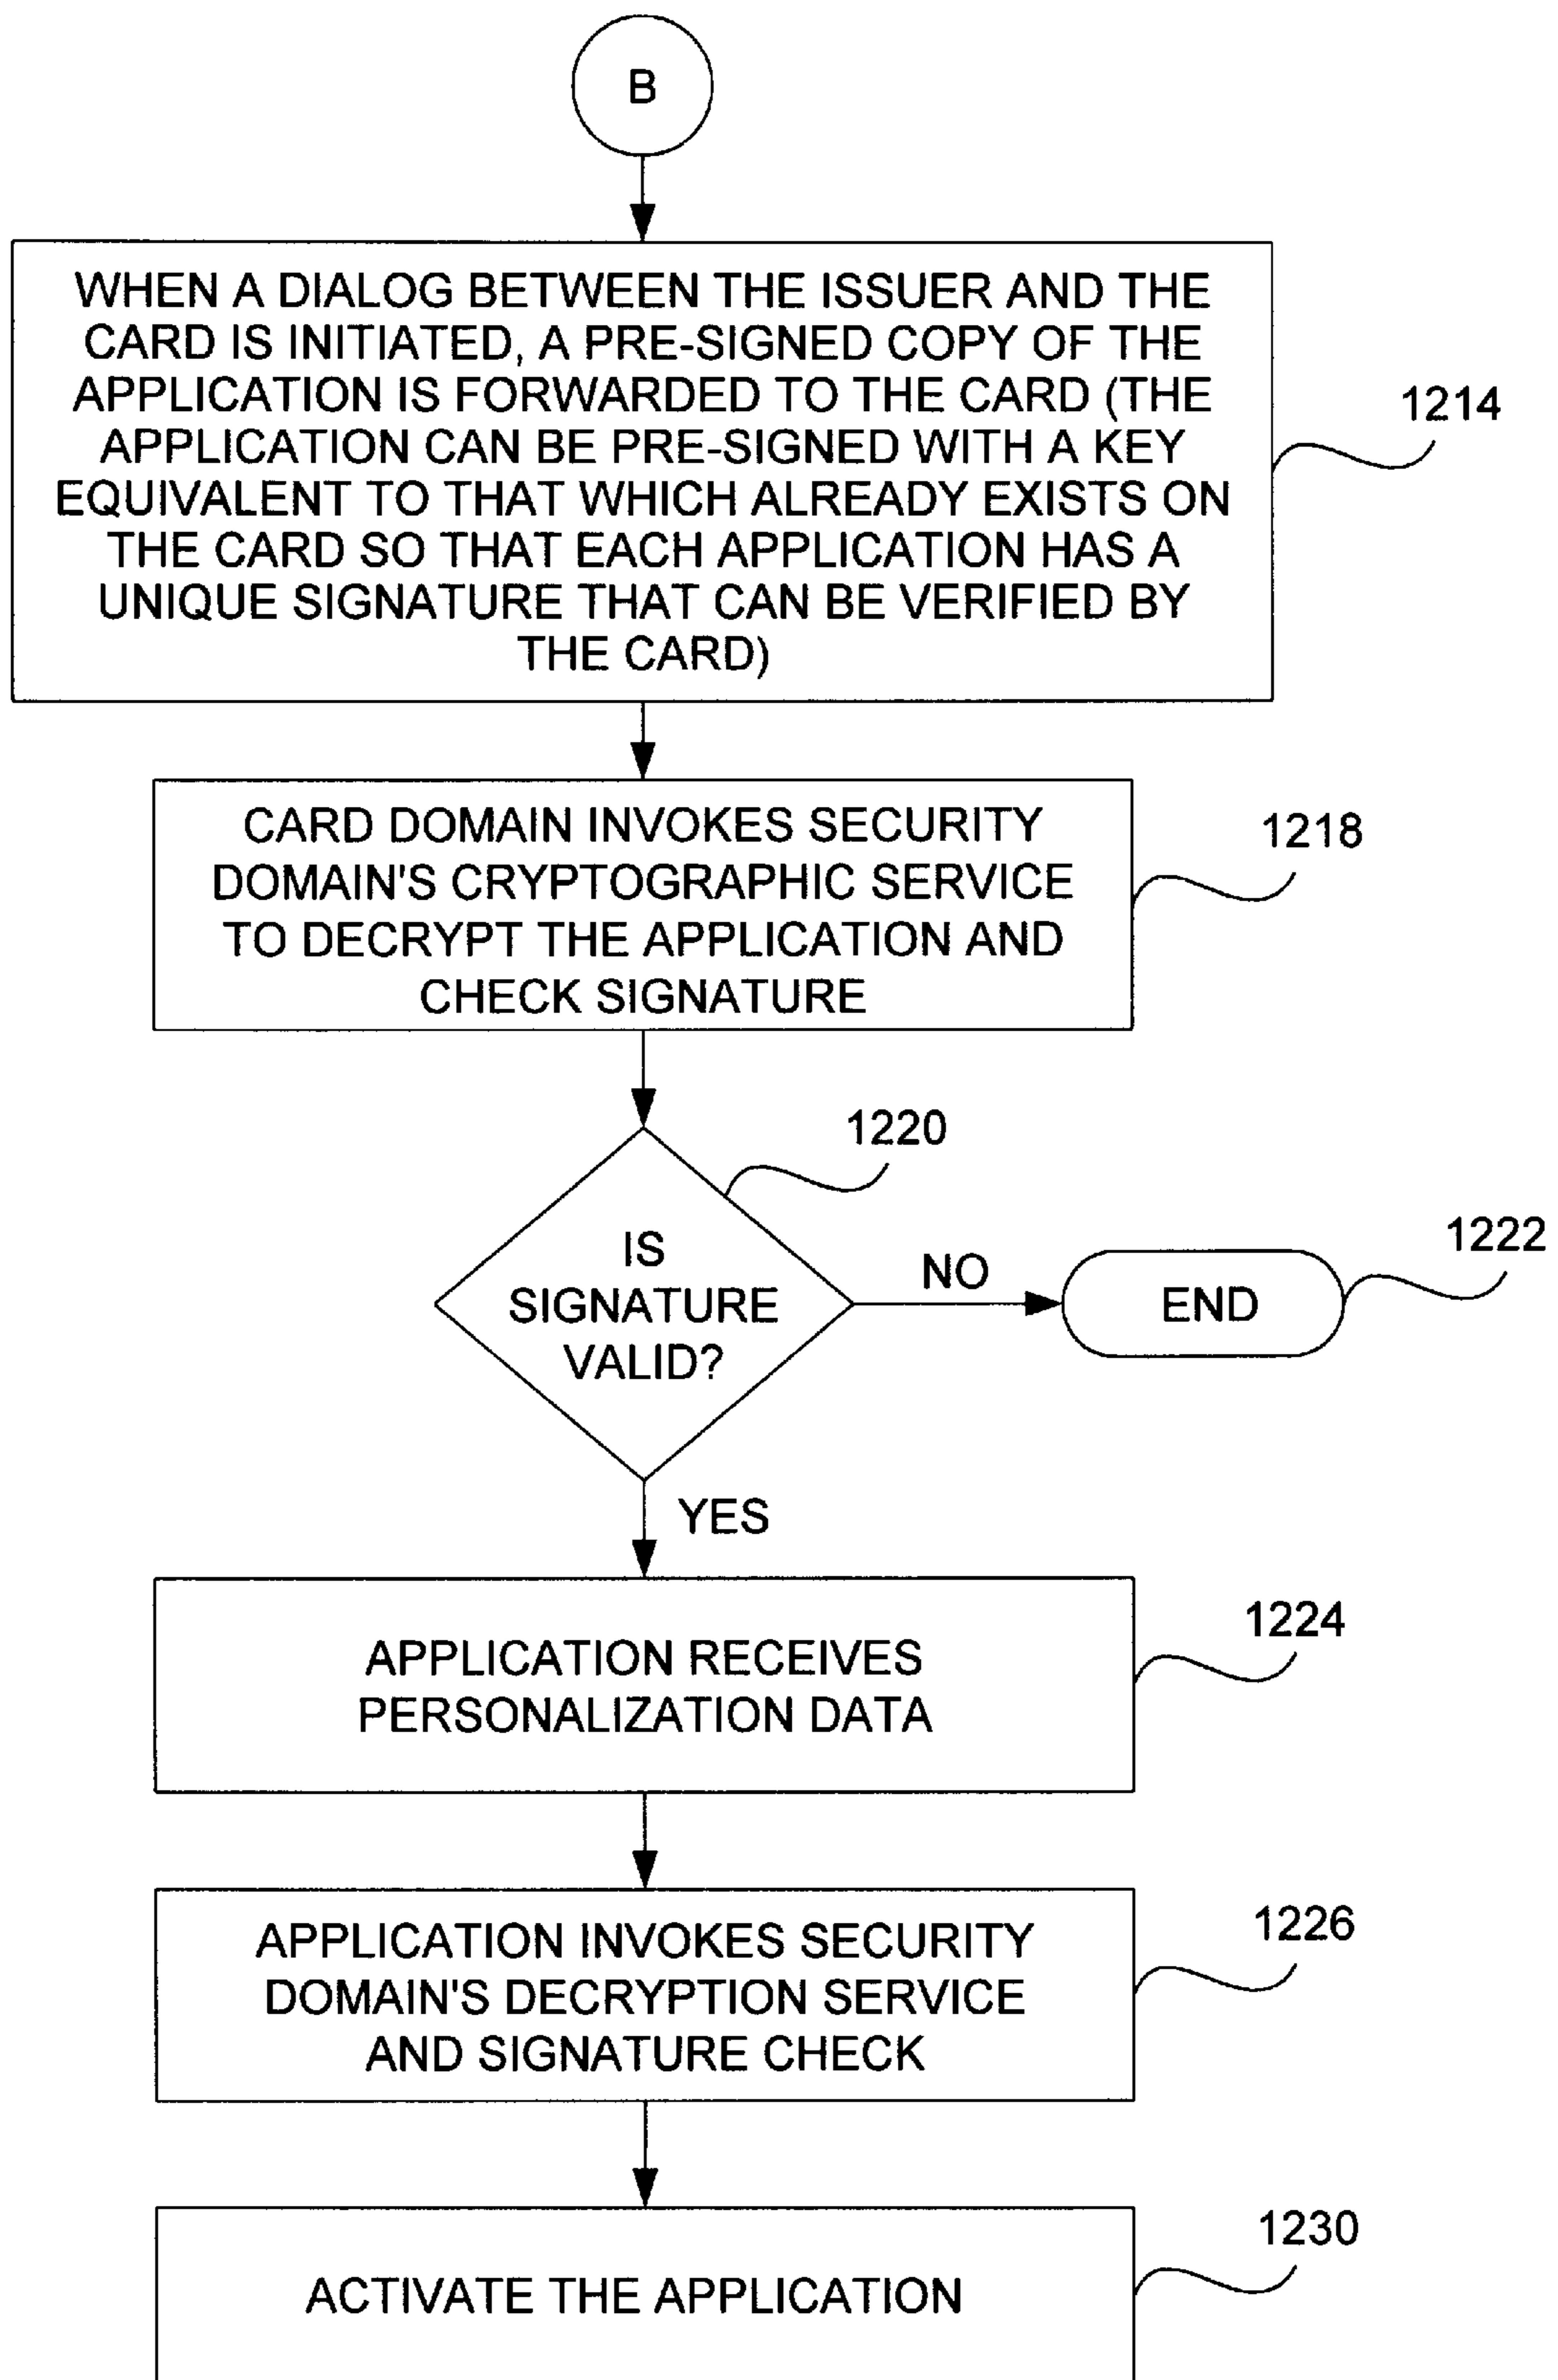 B
WHEN A DIALOG BETWEEN THE ISSUER AND THE
CARD IS INITIATED, A PRE-SIGNED COPY OF THE
APPLICATION IS FORWARDED TO THE CARD (THE
APPLICATION CAN BE PRE-SIGNED WITH A KEY
EQUIVALENT TO THAT WHICH ALREADY EXISTS ON
THE CARD SO THAT EACH APPLICATION HAS A
UNIQUE SIGNATURE THAT CAN BE VERIFIED BY
THE CARD)
1214
CARD DOMAIN INVOKES SECURITY
DOMAIN'S CRYPTOGRAPHIC SERVICE
TO DECRYPT THE APPLICATION AND
CHECK SIGNATURE
1218
1220
IS
SIGNATURE
VALID?
NO
END
1222
YES
APPLICATION RECEIVES
PERSONALIZATION DATA
1224
APPLICATION INVOKES SECURITY
DOMAIN'S DECRYPTION SERVICE
AND SIGNATURE CHECK
1226
ACTIVATE THE APPLICATION
1230